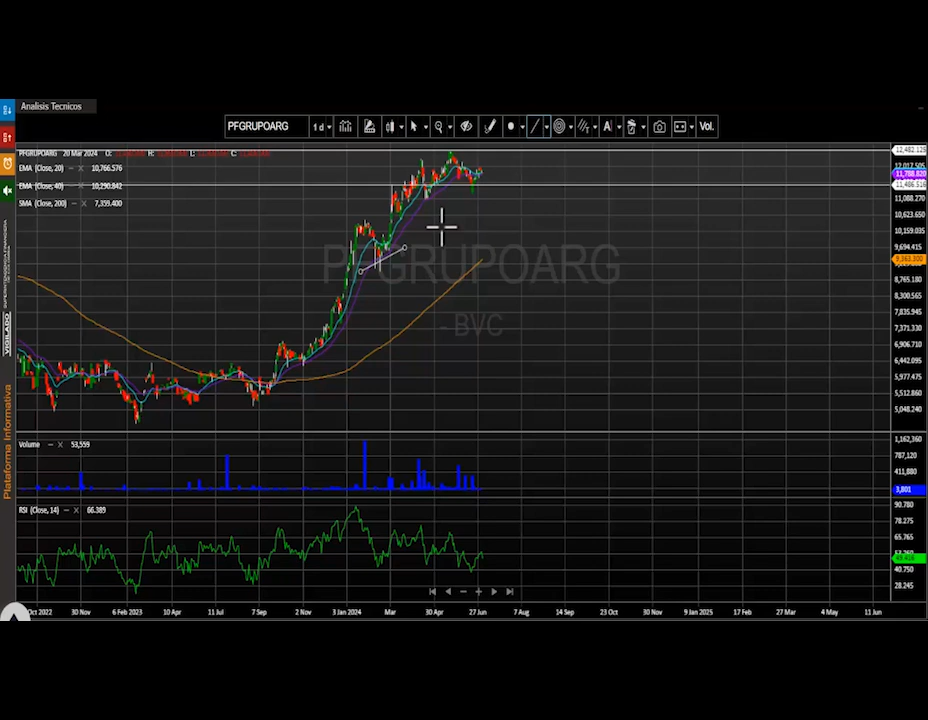 Analisis Tecnicos
PFGRUPOARG 1 d Vol.
PFGRUPOARG 20 Mar 2024 O: H: L: C:
EMA (Close, 20) 10,766.576
EMA (Close, 40) 10,290.842
SMA (Close, 200) 7,359.400
PFGRUPOARG
- BVC
12,482.125
12,017.505
11,788.820
11,486.516
11,088.270
10,623.650
10,159.035
9,694.415
9,363.300
8,765.180
8,300.565
7,835.945
7,371.330
6,906.710
6,442.095
5,977.475
5,512.860
5,048.240
Volume 53,559
1,162,360
787,120
411,880
3,801
RSI (Close, 14) 66.389
90.780
78.275
65.765
40.750
28.245
Oct 2022 30 Nov 6 Feb 2023 10 Apr 11 Jul 7 Sep 2 Nov 3 Jan 2024 Mar 30 Apr 27 Jun 7 Aug 14 Sep 23 Oct 30 Nov 9 Jan 2025 17 Feb 27 Mar 4 May 11 Jun
VIGILADO SUPERINTENDENCIA FINANCIERA
Plataforma Informativa